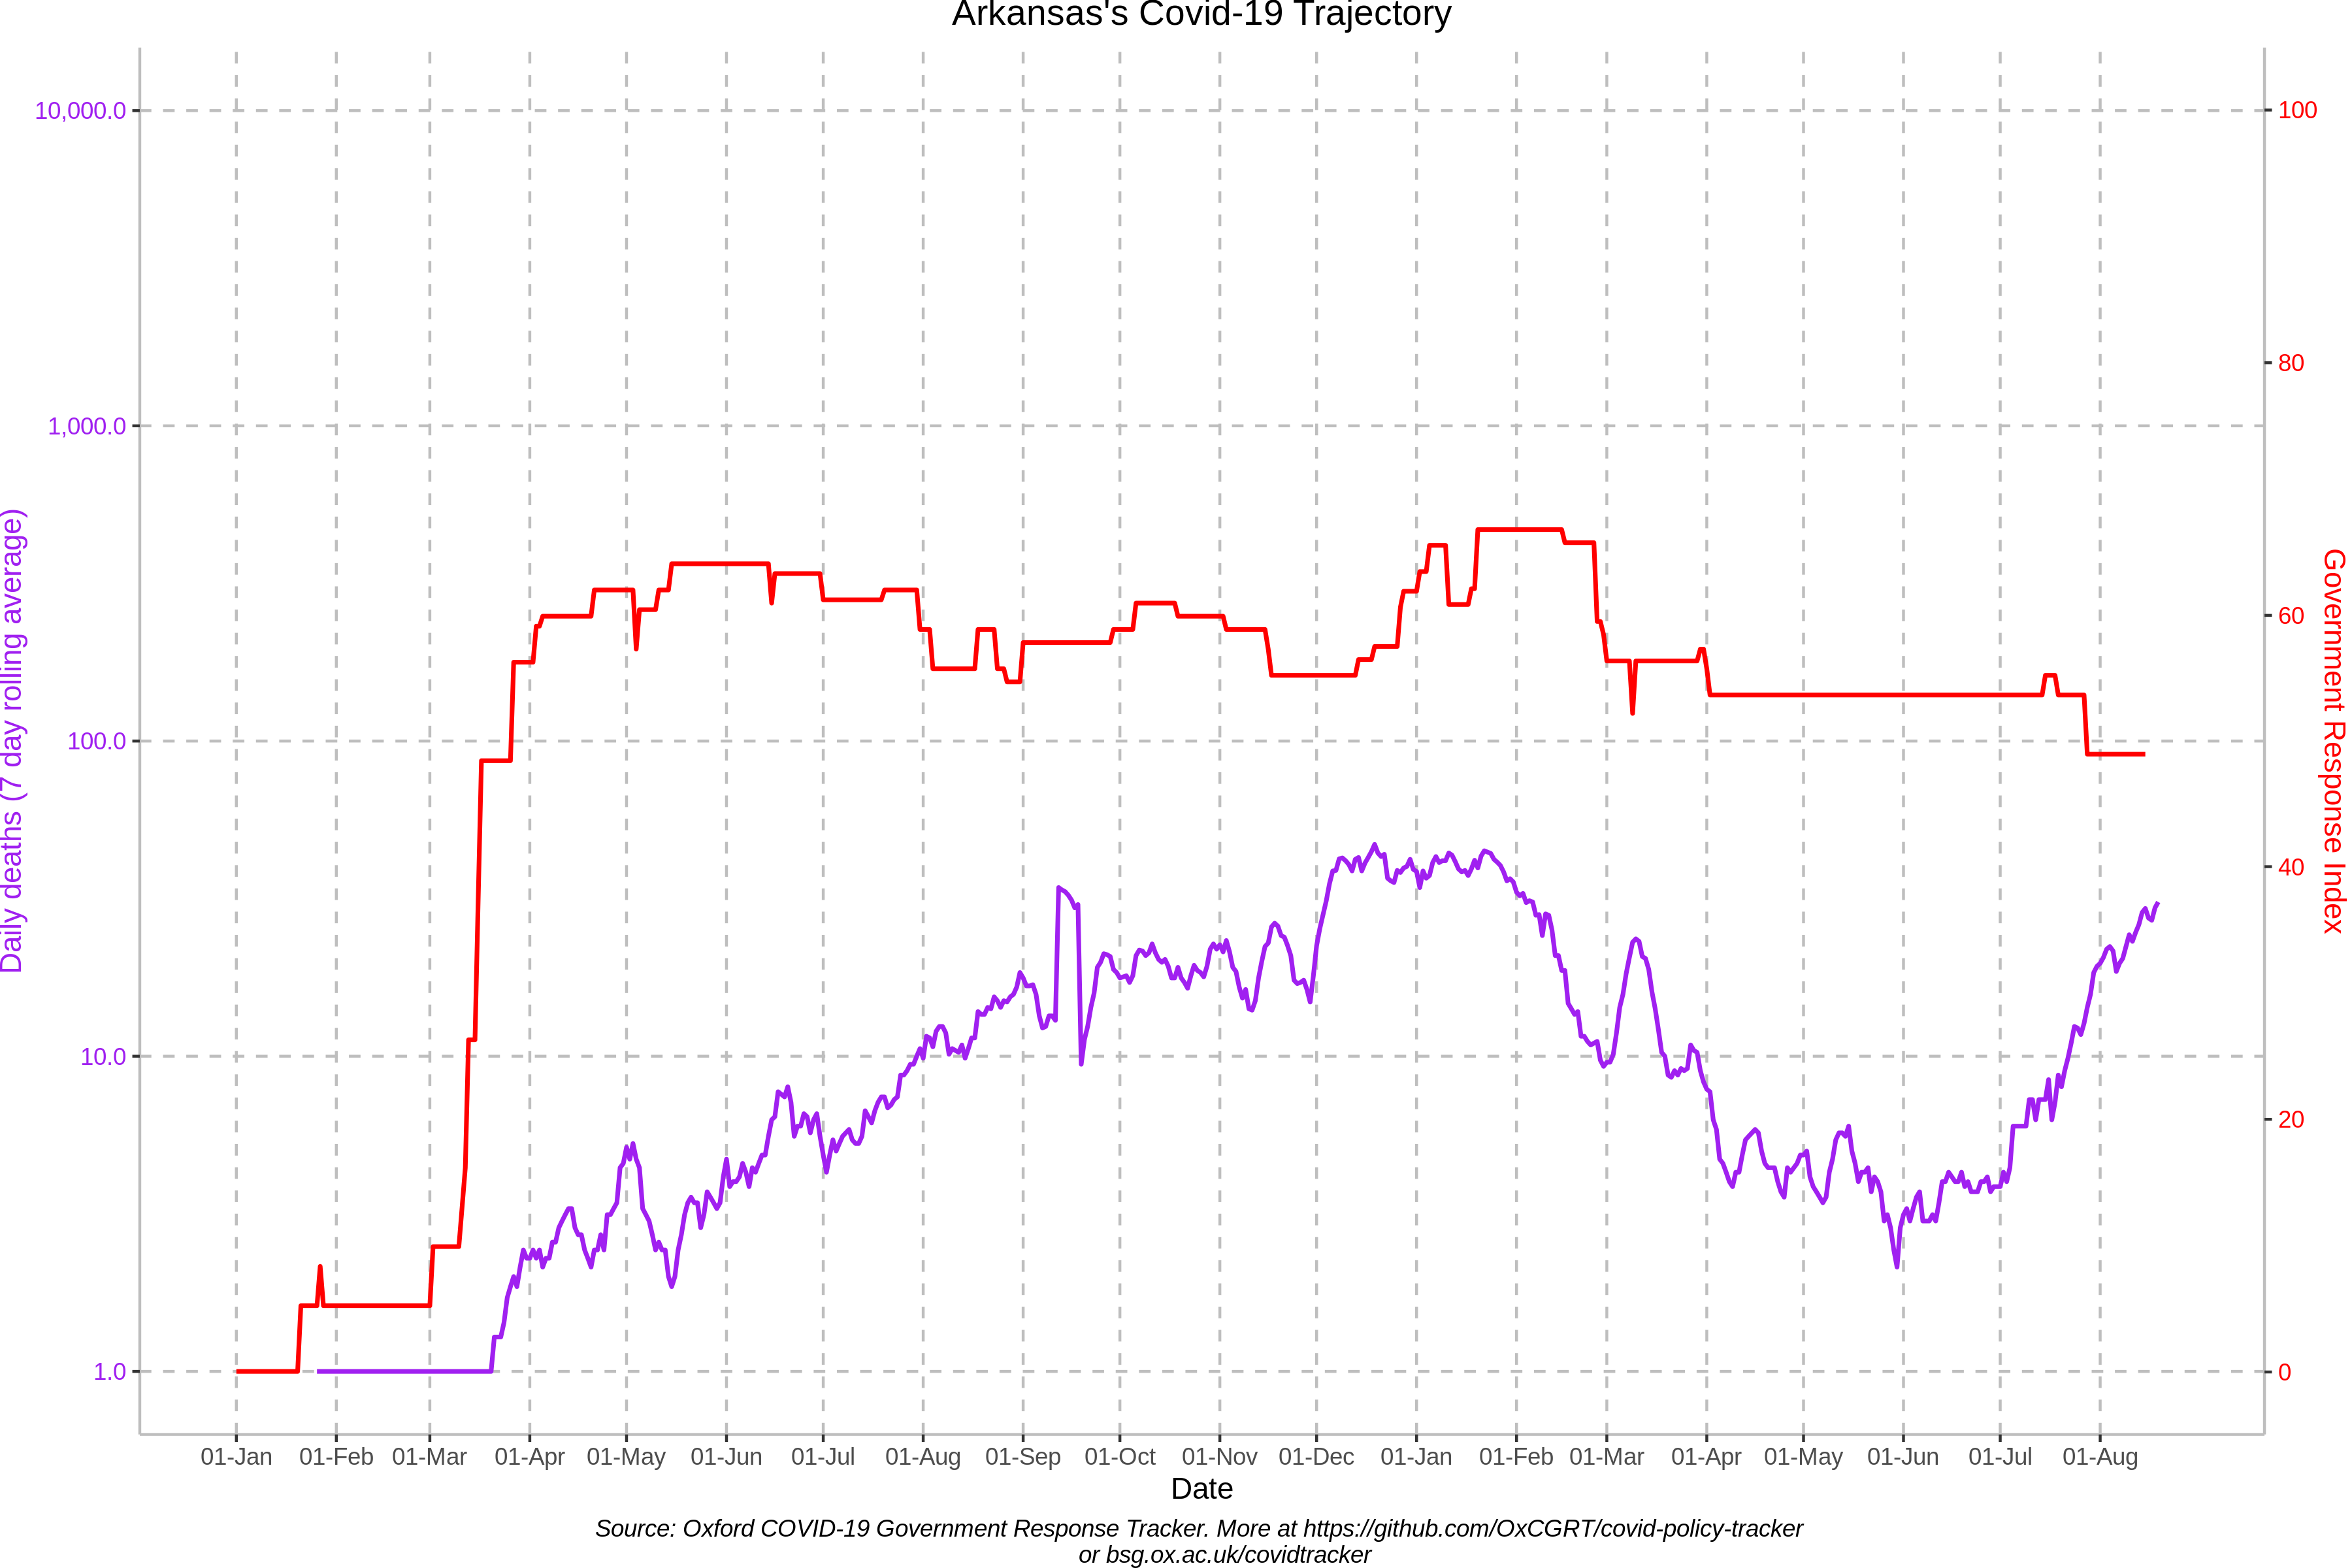 Arkansas's Covid-19 Trajectory
10,000.0
1,000.0
100.0
10.0
1.0
Daily deaths (7 day rolling average)
100
80
60
40
20
0
Government Response Index
01-Jan 01-Feb 01-Mar 01-Apr 01-May 01-Jun 01-Jul 01-Aug 01-Sep 01-Oct 01-Nov 01-Dec 01-Jan 01-Feb 01-Mar 01-Apr 01-May 01-Jun 01-Jul 01-Aug
Date
Source: Oxford COVID-19 Government Response Tracker. More at https://github.com/OxCGRT/covid-policy-tracker
or bsg.ox.ac.uk/covidtracker